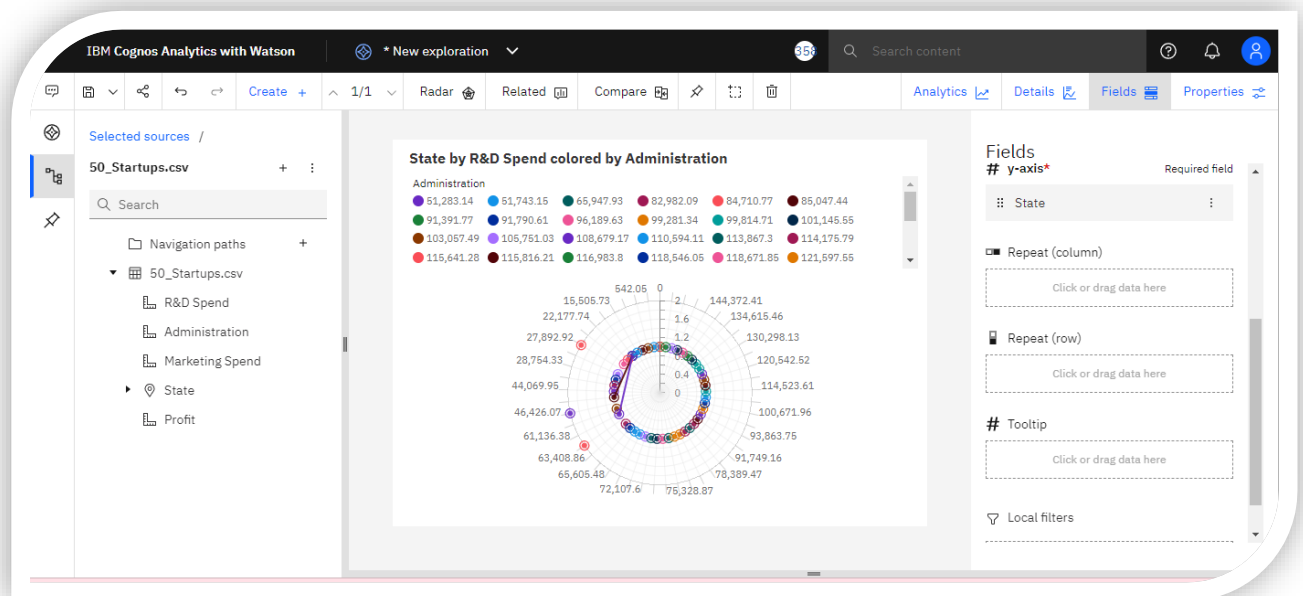 IBM Cognos Analytics with Watson
* New exploration
358
Search content
1/1
Create +
Radar
Related
Compare
Analytics
Details
Fields
Properties
Selected sources /
50_Startups.csv
Search
Navigation paths
50_Startups.csv
R&D Spend
Administration
Marketing Spend
State
Profit
State by R&D Spend colored by Administration
Administration
51,283.14 51,743.15 65,947.93 82,982.09 84,710.77 85,047.44
91,391.77 91,790.61 96,189.63 99,281.34 99,814.71 101,145.55
103,057.49 105,751.03 108,679.17 110,594.11 113,867.3 114,175.79
115,641.28 115,816.21 116,983.8 118,546.05 118,671.85 121,597.55
542.05 0
15,505.73 2 144,372.41
22,177.74 1.6 134,615.46
27,892.92 1.2 130,298.13
28,754.33 120,542.52
0.4
44,069.95 0 114,523.61
46,426.07 100,671.96
61,136.38 93,863.75
63,408.86 91,749.16
65,605.48 78,389.47
72,107.6 75,328.87
Fields
# y-axis* Required field
State
Repeat (column)
Click or drag data here
Repeat (row)
Click or drag data here
# Tooltip
Click or drag data here
Local filters